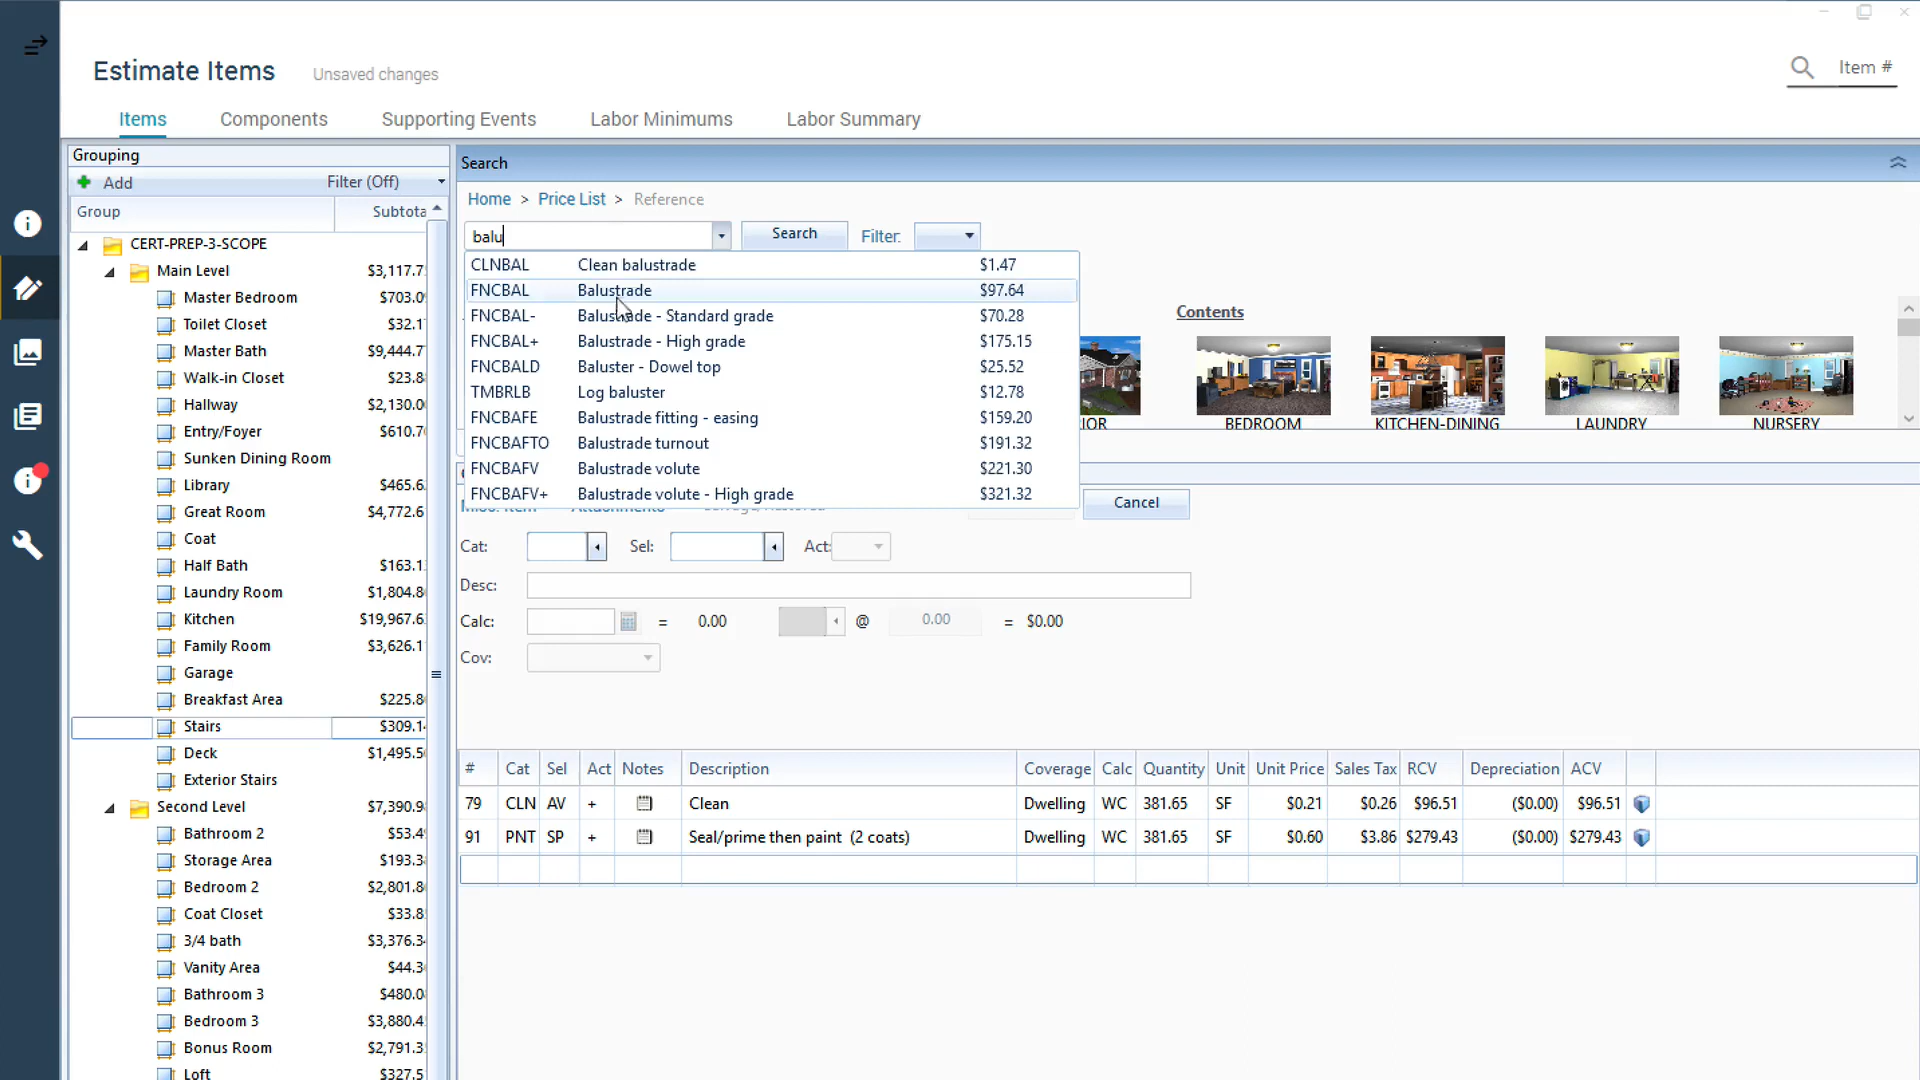 Estimate Items Unsaved changes
Item #
Items Components Supporting Events Labor Minimums Labor Summary
Grouping
Add Filter (Off)
Group Subtota
CERT-PREP-3-SCOPE
Main Level $3,117.7
Master Bedroom $703.0
Toilet Closet $32.1
Master Bath $9,444.7
Walk-in Closet $23.8
Hallway $2,130.0
Entry/Foyer $610.7
Sunken Dining Room
Library $465.6
Great Room $4,772.6
Coat
Half Bath $163.1
Laundry Room $1,804.8
Kitchen $19,967.6
Family Room $3,626.1
Garage
Breakfast Area $225.8
Stairs $309.1
Deck $1,495.5
Exterior Stairs
Second Level $7,390.9
Bathroom 2 $53.4
Storage Area $193.3
Bedroom 2 $2,801.8
Coat Closet $33.8
3/4 bath $3,376.3
Vanity Area $44.3
Bathroom 3 $480.0
Bedroom 3 $3,880.4
Bonus Room $2,791.3
Loft $327.5
Search
Home > Price List > Reference
balu Search Filter:
CLNBAL Clean balustrade $1.47
FNCBAL Balustrade $97.64
FNCBAL- Balustrade - Standard grade $70.28
FNCBAL+ Balustrade - High grade $175.15
FNCBALD Baluster - Dowel top $25.52
TMBRLB Log baluster $12.78
FNCBAFE Balustrade fitting - easing $159.20
FNCBAFTO Balustrade turnout $191.32
FNCBAFV Balustrade volute $221.30
FNCBAFV+ Balustrade volute - High grade $321.32
Contents
IOR BEDROOM KITCHEN-DINING LAUNDRY NURSERY
Cancel
Cat: Sel: Act:
Desc:
Calc: = 0.00 @ 0.00 = $0.00
Cov:
# Cat Sel Act Notes Description Coverage Calc Quantity Unit Unit Price Sales Tax RCV Depreciation ACV
79 CLN AV + Clean Dwelling WC 381.65 SF $0.21 $0.26 $96.51 ($0.00) $96.51
91 PNT SP + Seal/prime then paint (2 coats) Dwelling WC 381.65 SF $0.60 $3.86 $279.43 ($0.00) $279.43